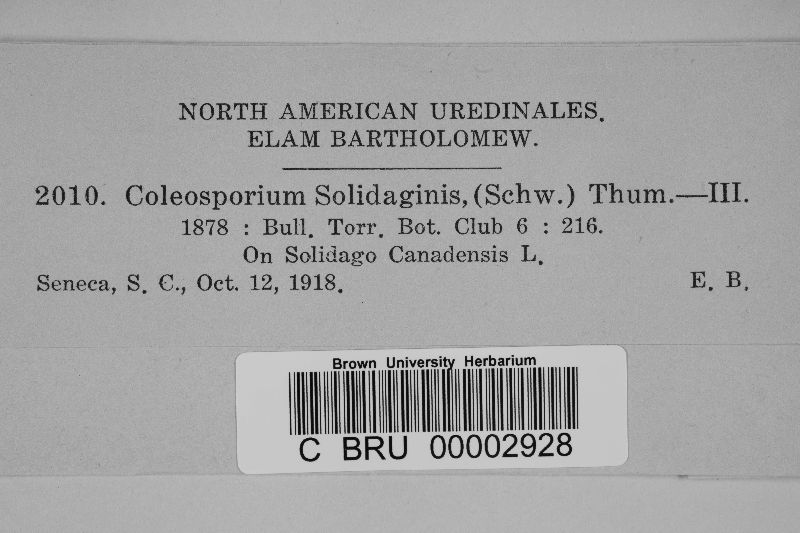 NORTH AMERICAN UREDINALES.
ELAM BARTHOLOMEW.
2010. Coleosporium Solidaginis, (Schw.) Thum.—III.
1878 : Bull. Torr. Bot. Club 6 : 216.
On Solidago Canadensis L.
Seneca, S. C., Oct. 12, 1918. E. B.
Brown University Herbarium
C BRU 00002928